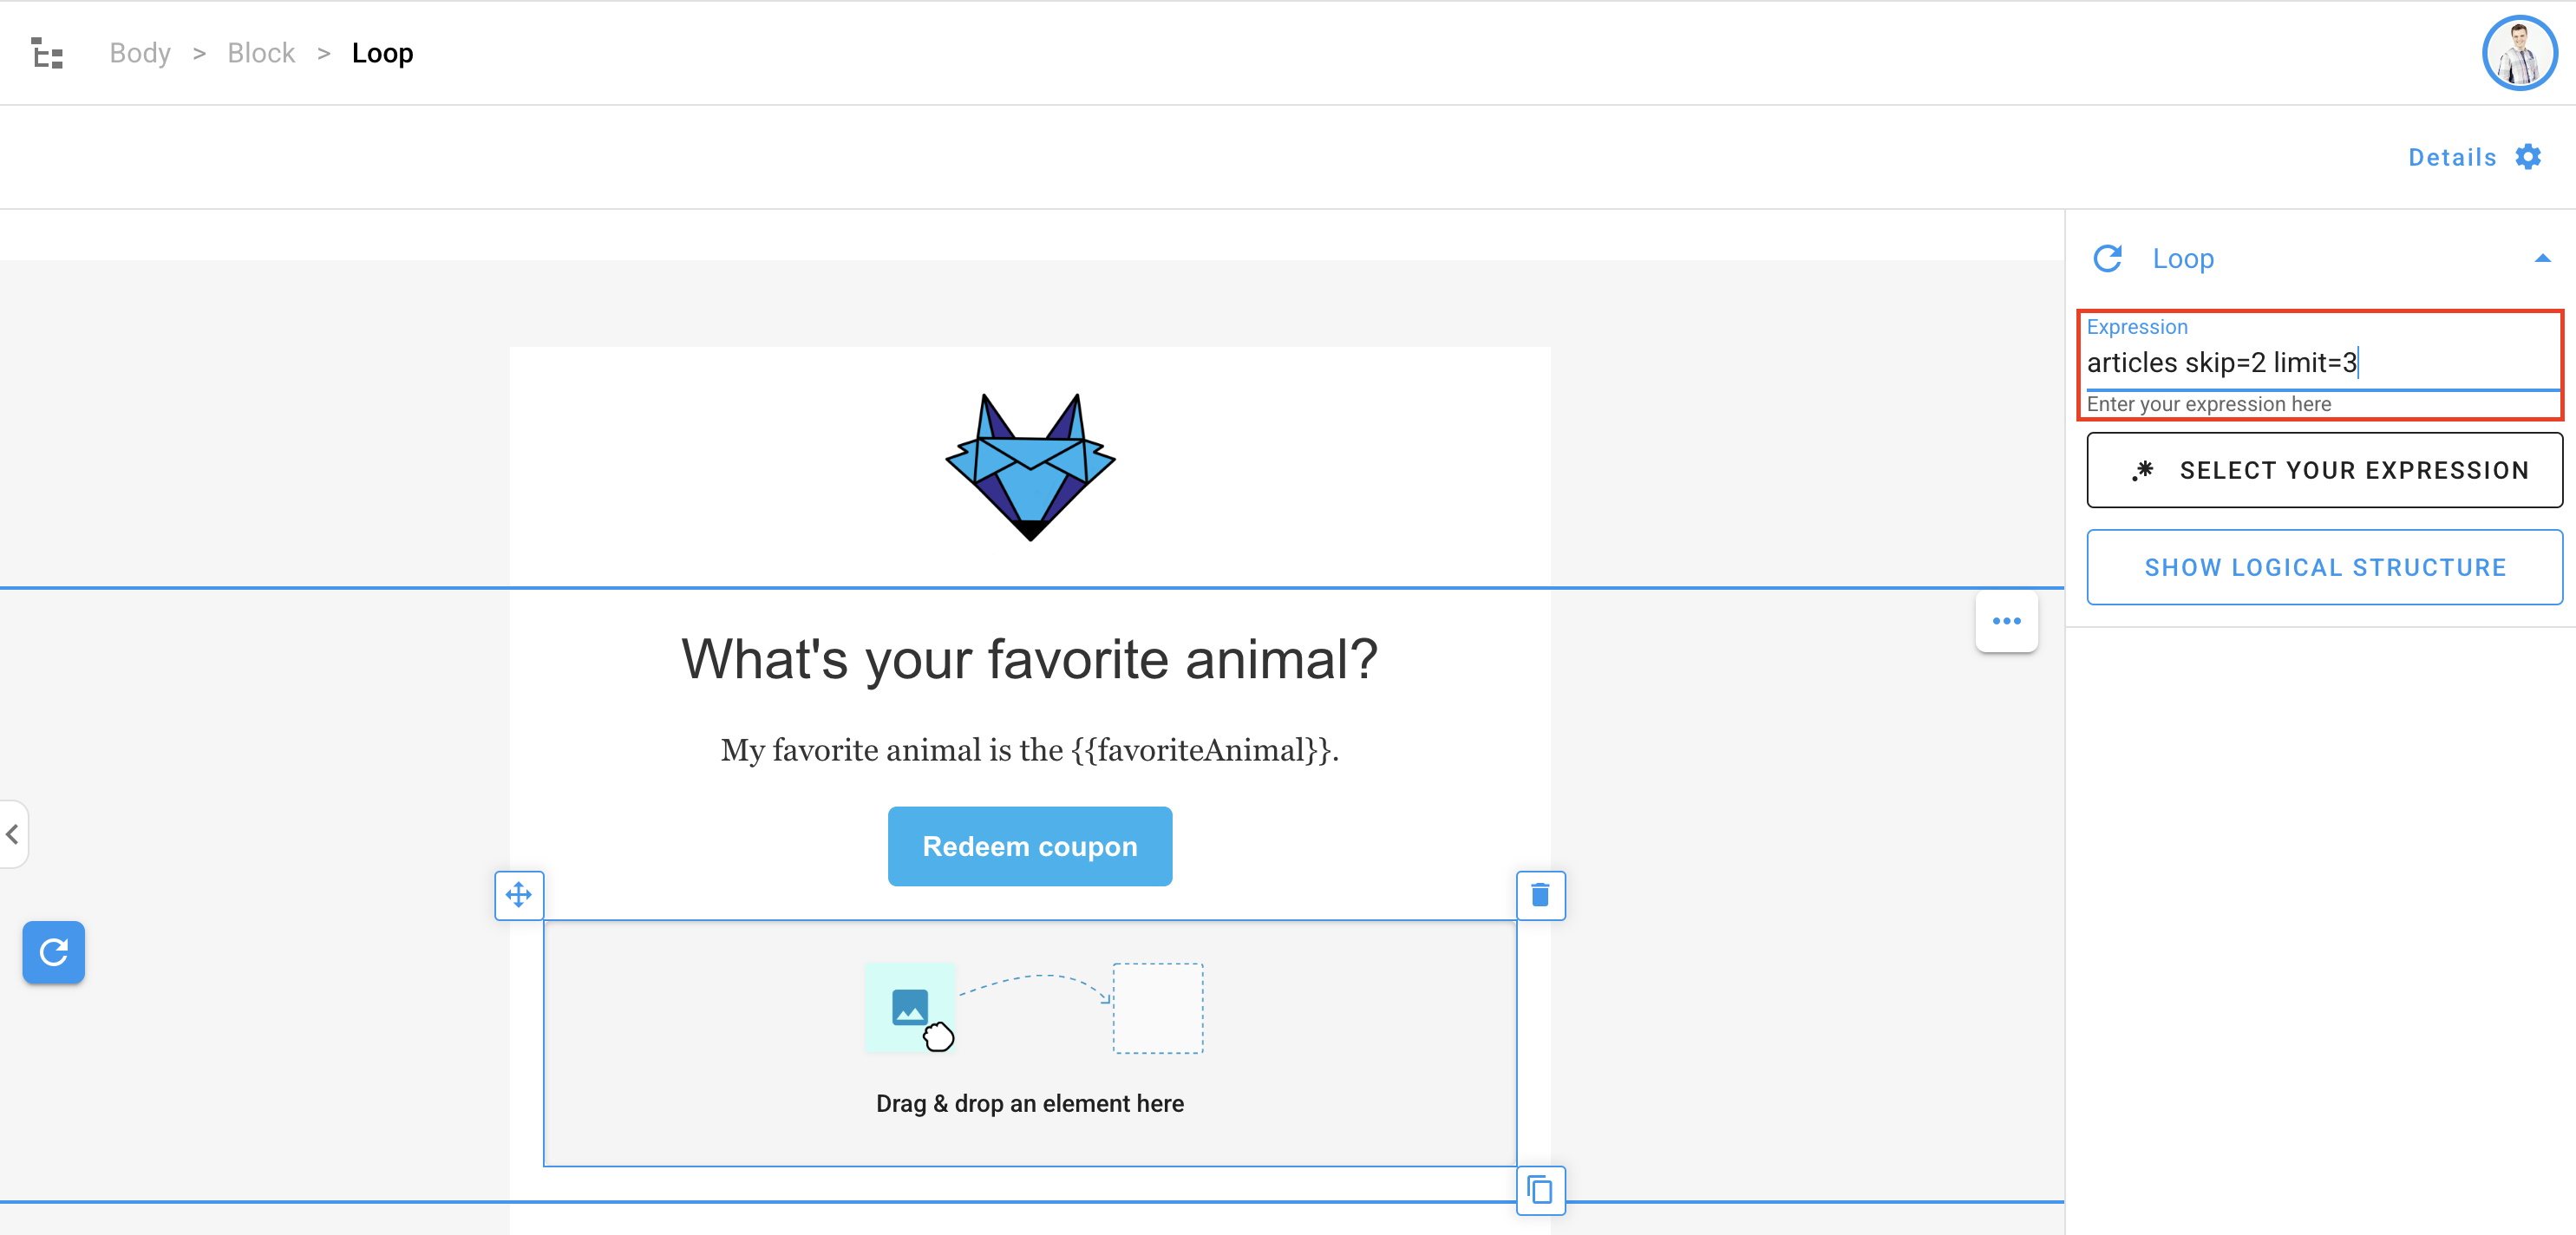 Body > Block > Loop
Details
Loop
Expression
articles skip=2 limit=3
Enter your expression here
.* SELECT YOUR EXPRESSION
SHOW LOGICAL STRUCTURE
What's your favorite animal?
My favorite animal is the {{favoriteAnimal}}.
Redeem coupon
Drag & drop an element here